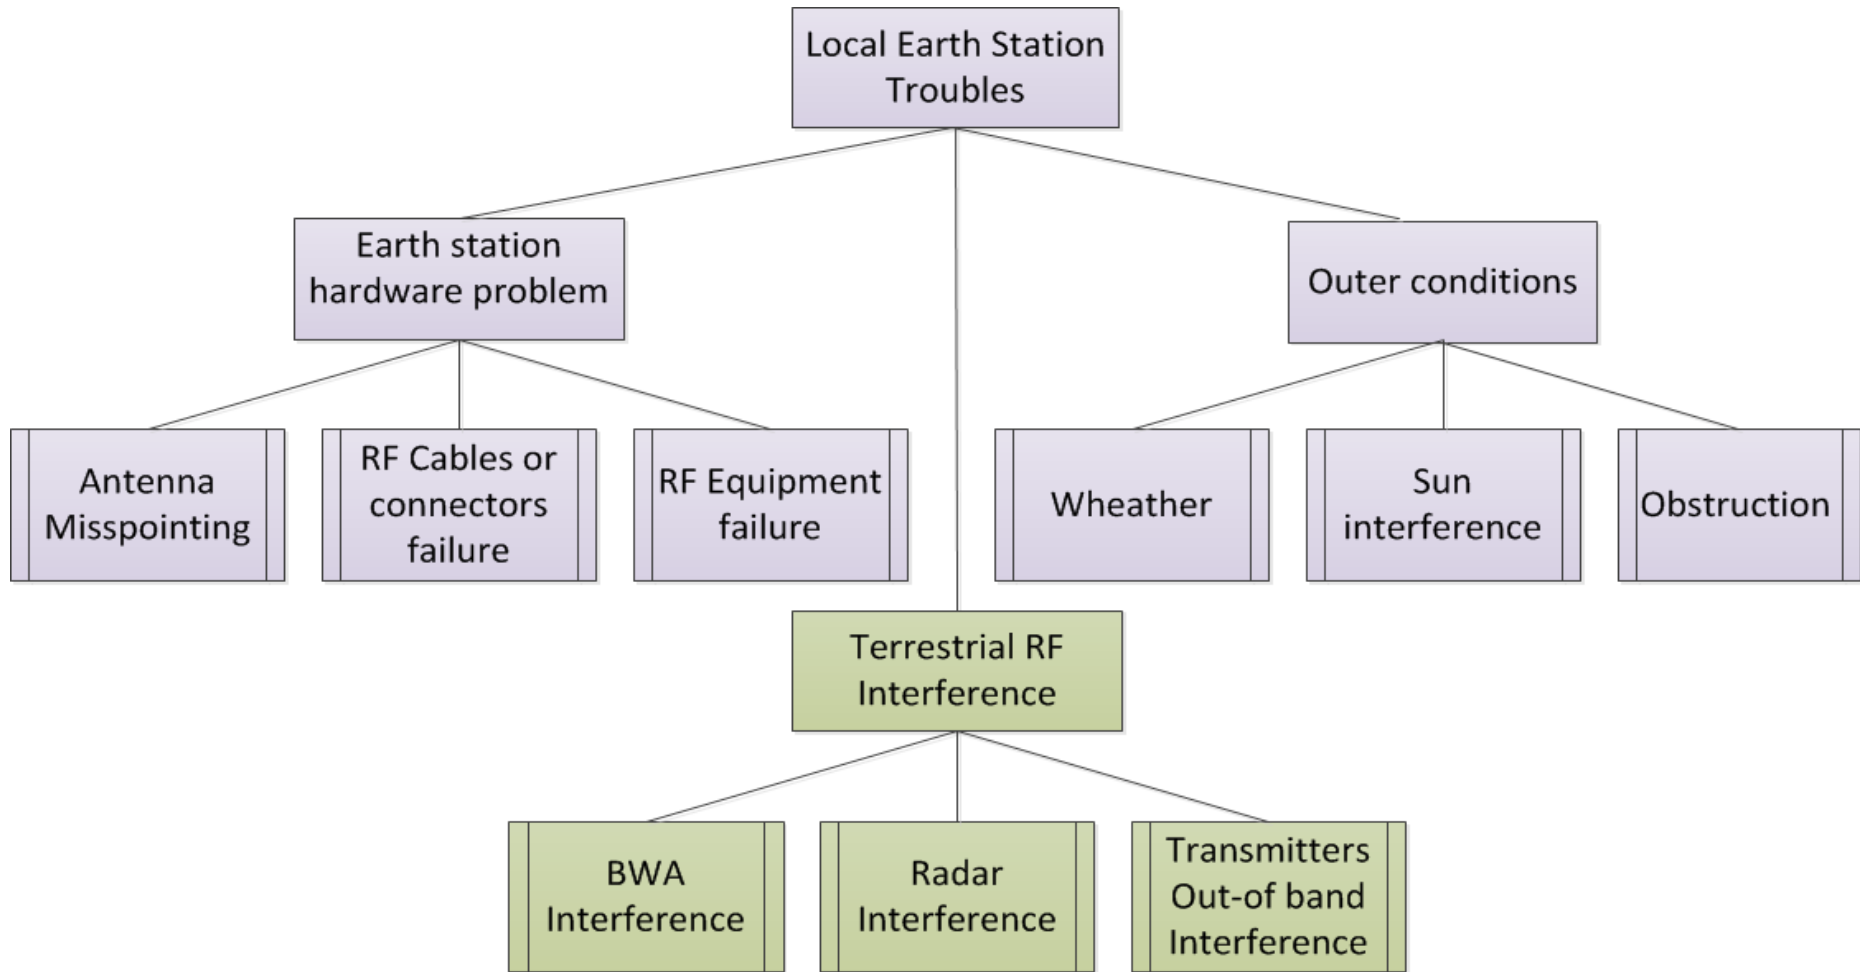 Local Earth Station
Troubles
Earth station
hardware problem
Outer conditions
Antenna
Misspointing
RF Cables or
connectors
failure
RF Equipment
failure
Wheather
Sun
interference
Obstruction
Terrestrial RF
Interference
BWA
Interference
Radar
Interference
Transmitters
Out-of band
Interference